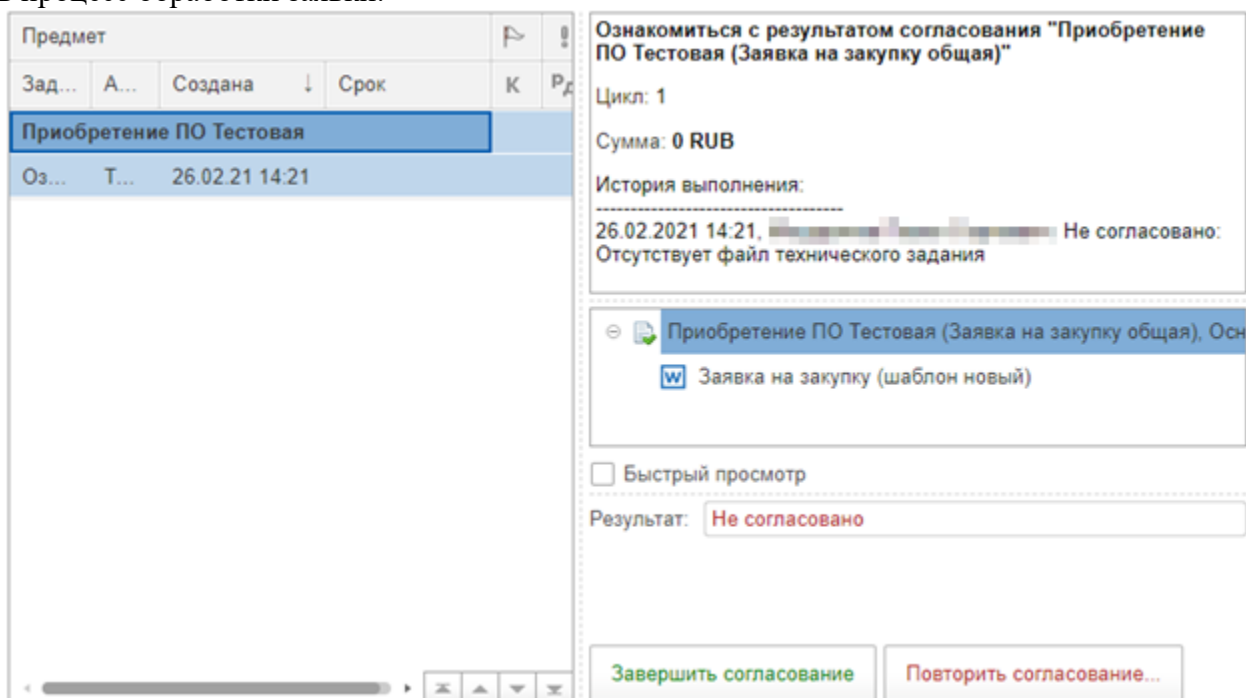 Предмет
Зад... А... Создана ↓ Срок К
Приобретение ПО Тестовая
Оз... Т... 26.02.21 14:21
Ознакомиться с результатом согласования "Приобретение
ПО Тестовая (Заявка на закупку общая)"
Цикл: 1
Сумма: 0 RUB
История выполнения:
------------------------------------
26.02.2021 14:21, Не согласовано:
Отсутствует файл технического задания
Приобретение ПО Тестовая (Заявка на закупку общая), Осн
Заявка на закупку (шаблон новый)
Быстрый просмотр
Результат: Не согласовано
Завершить согласование Повторить согласование...